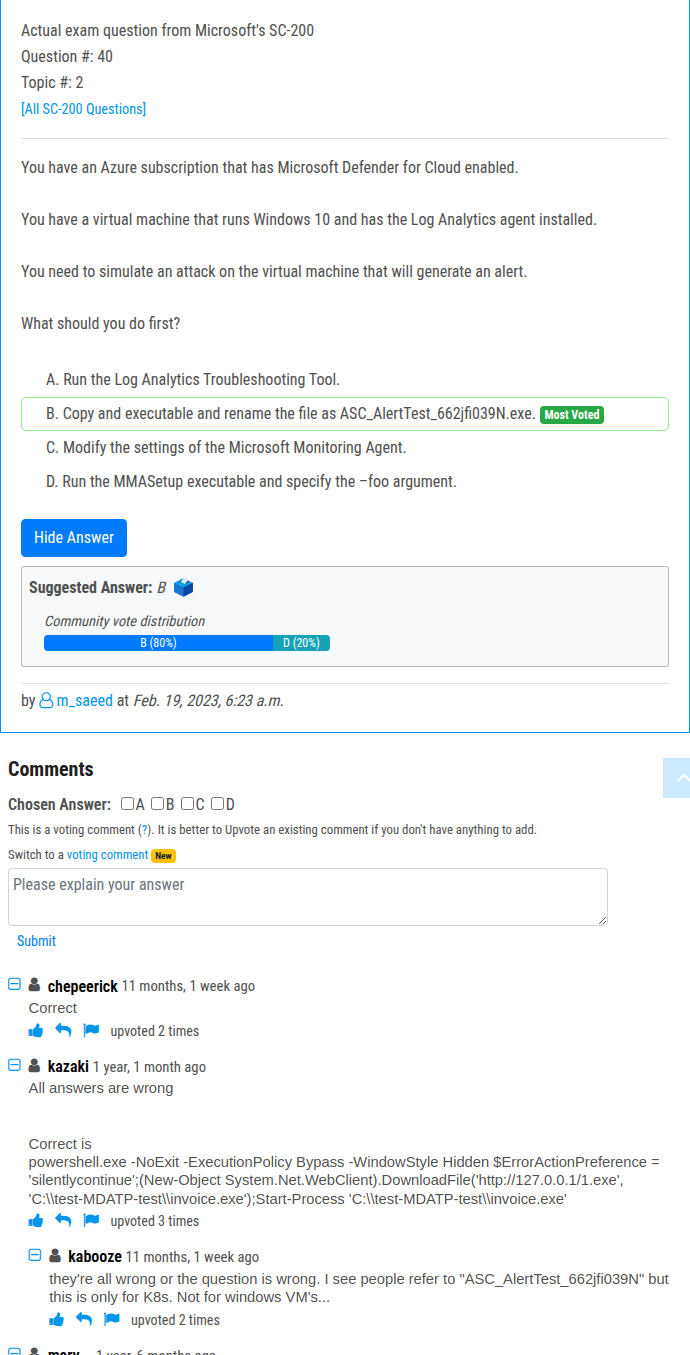 Actual exam question from Microsoft's SC-200
Question #: 40
Topic #: 2
[All SC-200 Questions]
You have an Azure subscription that has Microsoft Defender for Cloud enabled.
You have a virtual machine that runs Windows 10 and has the Log Analytics agent installed.
You need to simulate an attack on the virtual machine that will generate an alert.
What should you do first?
A. Run the Log Analytics Troubleshooting Tool.
B. Copy and executable and rename the file as ASC_AlertTest_662jfi039N.exe. Most Voted
C. Modify the settings of the Microsoft Monitoring Agent.
D. Run the MMASetup executable and specify the –foo argument.
Hide Answer
Suggested Answer: B
Community vote distribution
B (80%) D (20%)
by m_saeed at Feb. 19, 2023, 6:23 a.m.
Comments
Chosen Answer: A B C D
This is a voting comment (?). It is better to Upvote an existing comment if you don't have anything to add.
Switch to a voting comment New
Please explain your answer
Submit
chepeerick 11 months, 1 week ago
Correct
upvoted 2 times
kazaki 1 year, 1 month ago
All answers are wrong
Correct is
powershell.exe -NoExit -ExecutionPolicy Bypass -WindowStyle Hidden $ErrorActionPreference =
'silentlycontinue';(New-Object System.Net.WebClient).DownloadFile('http://127.0.0.1/1.exe',
'C:\\test-MDATP-test\\invoice.exe');Start-Process 'C:\\test-MDATP-test\\invoice.exe'
upvoted 3 times
kabooze 11 months, 1 week ago
they're all wrong or the question is wrong. I see people refer to "ASC_AlertTest_662jfi039N" but
this is only for K8s. Not for windows VM's...
upvoted 2 times